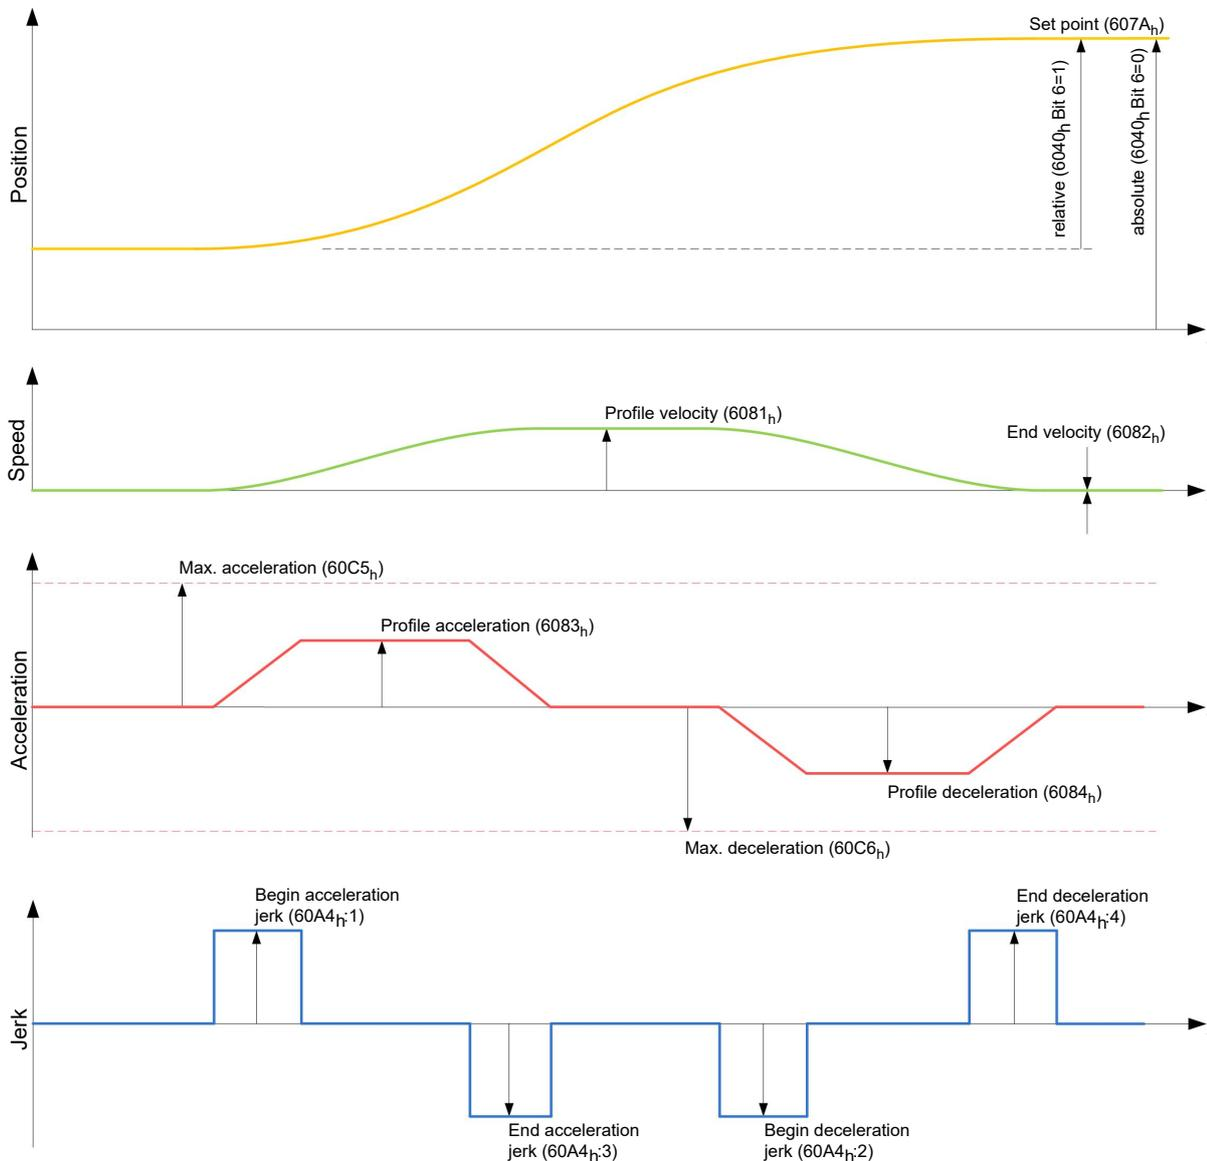 Set point (607Ah)
relative (6040h Bit 6=1)
absolute (6040h Bit 6=0)
Position
Profile velocity (6081h)
End velocity (6082h)
Speed
Max. acceleration (60C5h)
Profile acceleration (6083h)
Acceleration
Profile deceleration (6084h)
Max. deceleration (60C6h)
Begin acceleration
jerk (60A4h:1)
End deceleration
jerk (60A4h:4)
Jerk
End acceleration
jerk (60A4h:3)
Begin deceleration
jerk (60A4h:2)